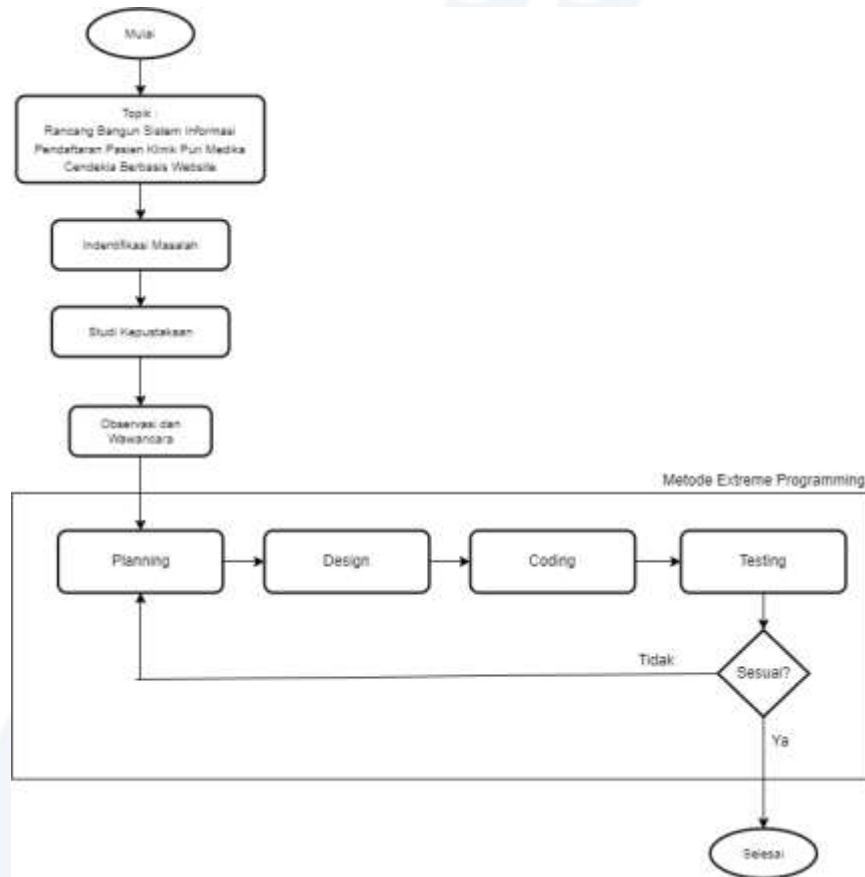 Mulai
Topik :
Rancang Bangun Sistem Informasi
Pendaftaran Pasien Klinik Puri Medika
Cendekia Berbasis Website
Indentifikasi Masalah
Studi Kepustakaan
Observasi dan
Wawancara
Metode Extreme Programming
Planning
Design
Coding
Testing
Tidak
Sesuai?
Ya
Selesai